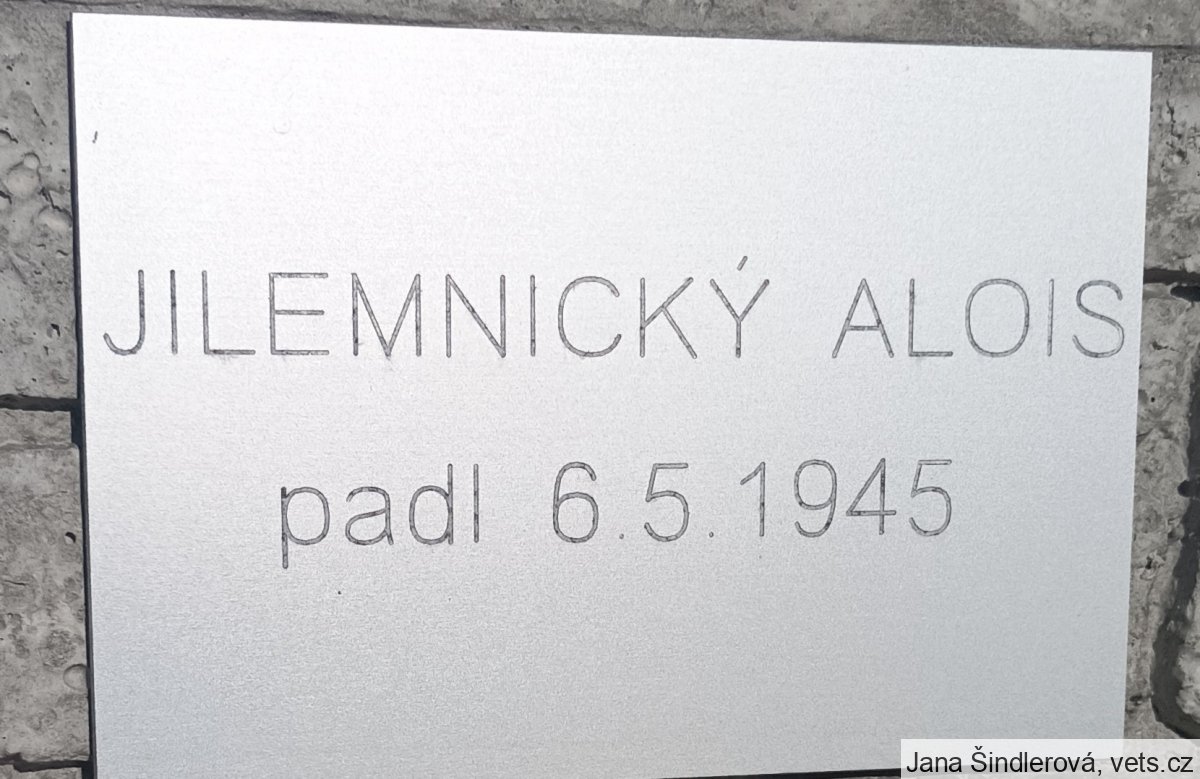 JILEMNICKÝ ALOIS
padl 6.5.1945
Jana Šindlerová, vets.cz